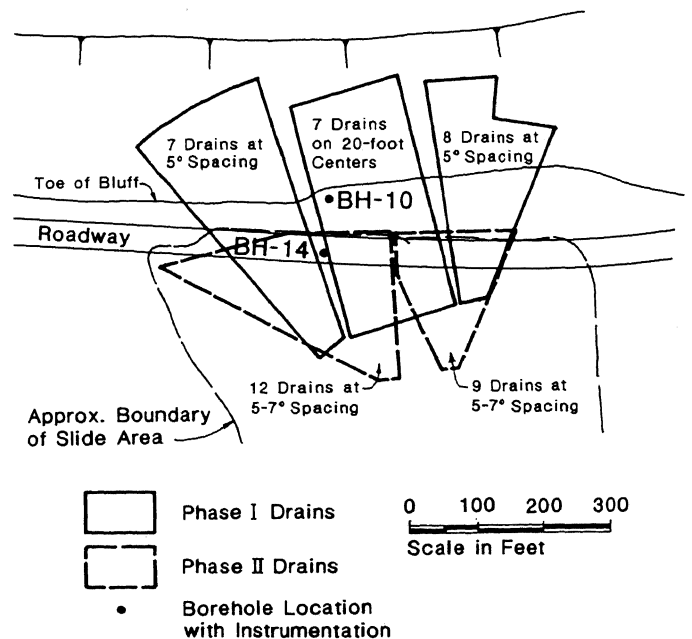 7 Drains at
5° Spacing
7 Drains
on 20-foot
Centers
8 Drains at
5° Spacing
Toe of Bluff
BH-10
Roadway
BH-14
12 Drains at
5-7° Spacing
9 Drains at
5-7° Spacing
Approx. Boundary
of Slide Area
Phase I Drains
0 100 200 300
Scale in Feet
Phase II Drains
Borehole Location
with Instrumentation